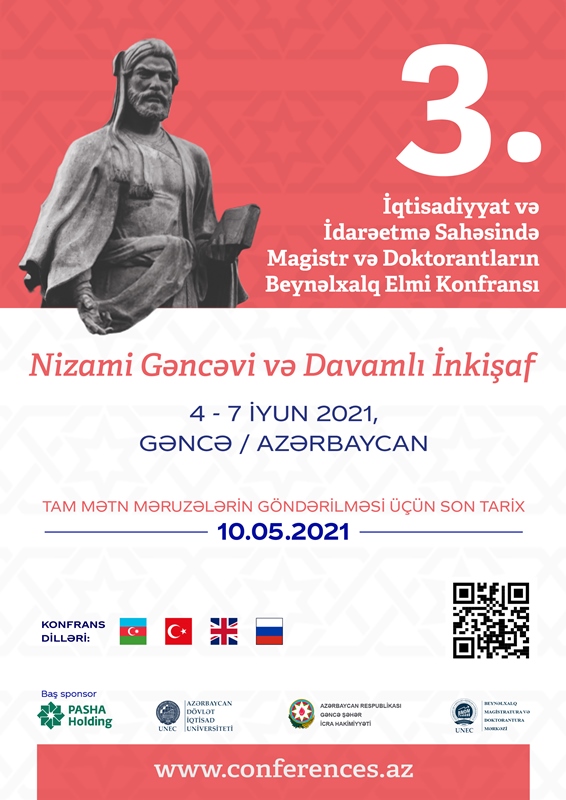 3.
İqtisadiyyat və
İdarəetmə Sahəsində
Magistr və Doktorantların
Beynəlxalq Elmi Konfransı
Nizami Gəncəvi və Davamlı İnkişaf
4 - 7 İYUN 2021,
GƏNCƏ / AZƏRBAYCAN
TAM MƏTN MƏRUZƏLƏRİN GÖNDƏRİLMƏSİ ÜÇÜN SON TARİX
10.05.2021
KONFRANS
DİLLƏRİ:
Baş sponsor
PASHA
Holding
UNEC
AZƏRBAYCAN
DÖVLƏT
İQTİSAD
UNİVERSİTETİ
AZƏRBAYCAN RESPUBLİKASI
GƏNCƏ ŞƏHƏR
İCRA HAKİMİYYƏTİ
UNEC
BEYNƏLXALQ
MAGİSTRATURA VƏ
DOKTORANTURA
MƏRKƏZİ
www.conferences.az